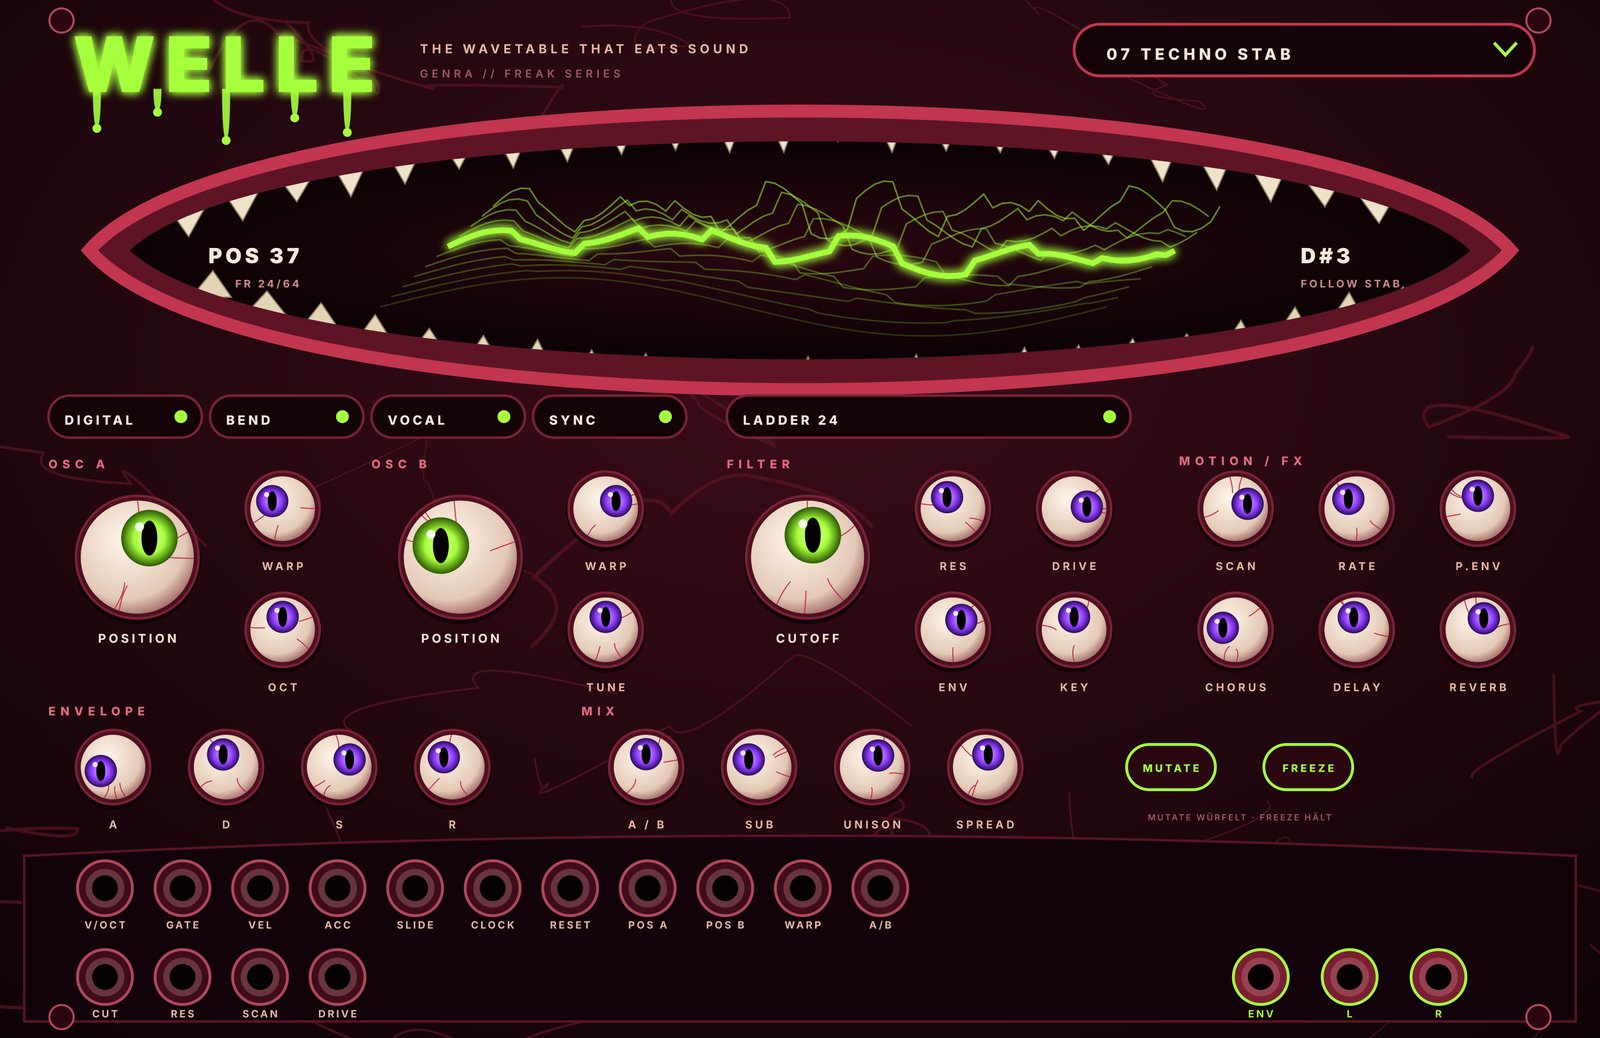 WELLE
THE WAVETABLE THAT EATS SOUND
GENRA // FREAK SERIES
07 TECHNO STAB
POS 37
FR 24/64
D#3
FOLLOW STAB
DIGITAL
BEND
VOCAL
SYNC
LADDER 24
OSC A
OSC B
FILTER
MOTION / FX
WARP
WARP
RES
DRIVE
SCAN
RATE
P.ENV
POSITION
POSITION
CUTOFF
OCT
TUNE
ENV
KEY
CHORUS
DELAY
REVERB
ENVELOPE
MIX
MUTATE
FREEZE
MUTATE WÜRFELT · FREEZE HÄLT
A
D
S
R
A / B
SUB
UNISON
SPREAD
V/OCT
GATE
VEL
ACC
SLIDE
CLOCK
RESET
POS A
POS B
WARP
A/B
CUT
RES
SCAN
DRIVE
ENV
L
R